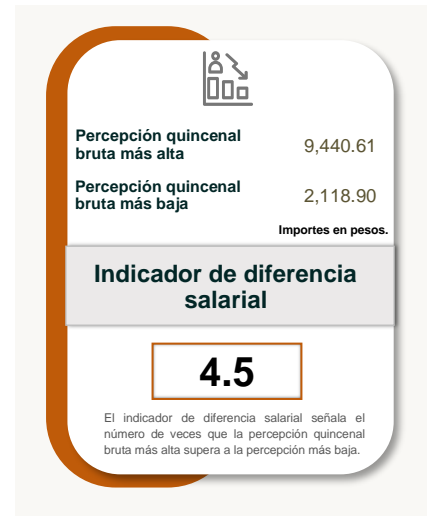 Percepción quincenal
bruta más alta
9,440.61
Percepción quincenal
bruta más baja
2,118.90
Importes en pesos.
Indicador de diferencia
salarial
4.5
El indicador de diferencia salarial señala el
número de veces que la percepción quincenal
bruta más alta supera a la percepción más baja.